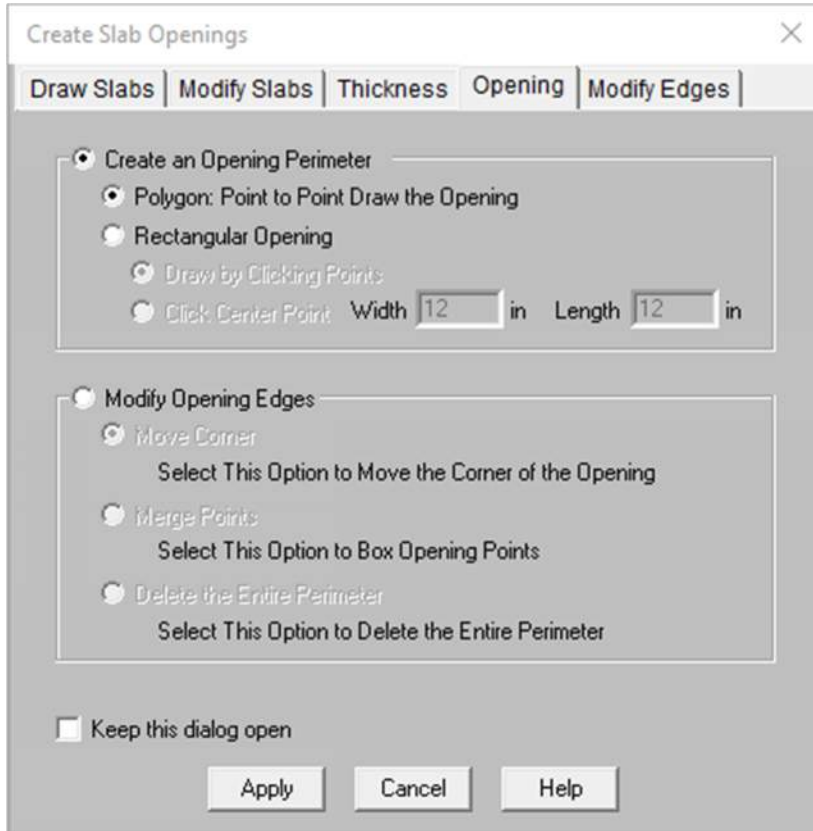 Create Slab Openings
Draw Slabs Modify Slabs Thickness Opening Modify Edges
Create an Opening Perimeter
Polygon: Point to Point Draw the Opening
Rectangular Opening
Draw by Clicking Points
Click Center Point Width 12 in Length 12 in
Modify Opening Edges
Move Corner
Select This Option to Move the Corner of the Opening
Merge Points
Select This Option to Box Opening Points
Delete the Entire Perimeter
Select This Option to Delete the Entire Perimeter
Keep this dialog open
Apply Cancel Help